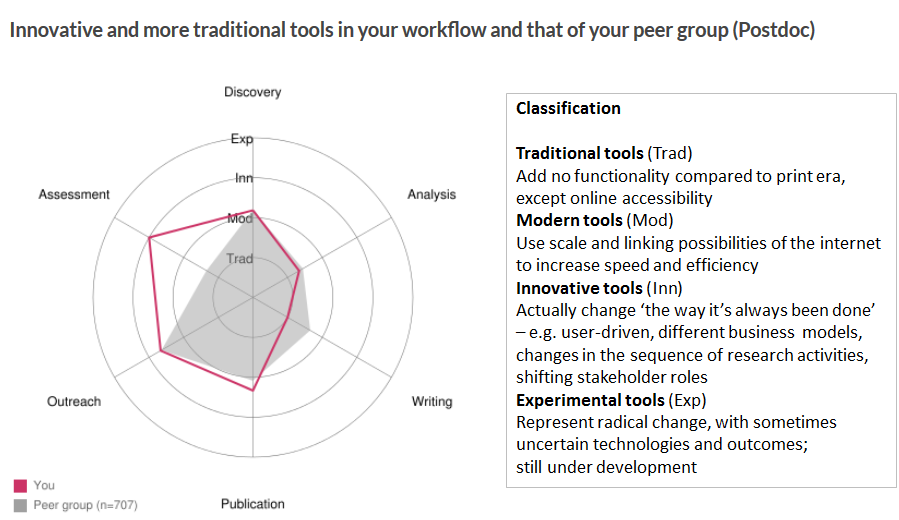 Innovative and more traditional tools in your workflow and that of your peer group (Postdoc)
Discovery
Exp
Inn
Mod
Trad
Assessment
Analysis
Outreach
Writing
Publication
You
Peer group (n=707)
Classification
Traditional tools (Trad)
Add no functionality compared to print era,
except online accessibility
Modern tools (Mod)
Use scale and linking possibilities of the internet
to increase speed and efficiency
Innovative tools (Inn)
Actually change ‘the way it’s always been done’
– e.g. user-driven, different business models,
changes in the sequence of research activities,
shifting stakeholder roles
Experimental tools (Exp)
Represent radical change, with sometimes
uncertain technologies and outcomes;
still under development